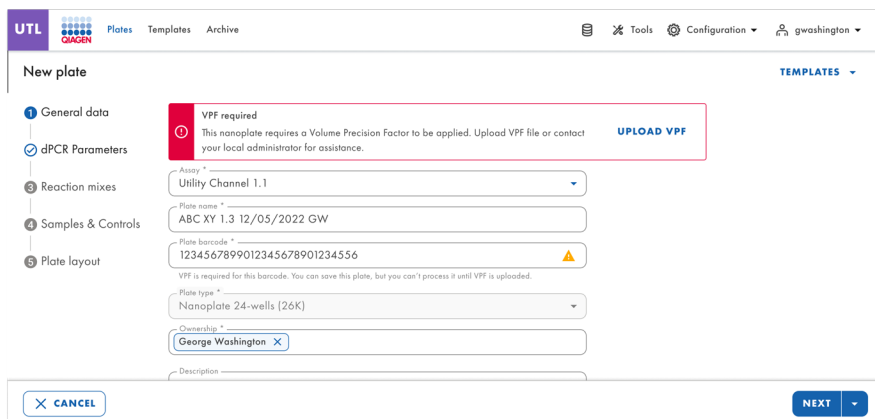 UTL
QIAGEN
Plates Templates Archive
Tools Configuration gwashington
New plate
TEMPLATES
1 General data
dPCR Parameters
3 Reaction mixes
4 Samples & Controls
5 Plate layout
VPF required
This nanoplate requires a Volume Precision Factor to be applied. Upload VPF file or contact
your local administrator for assistance.
UPLOAD VPF
Assay *
Utility Channel 1.1
Plate name *
ABC XY 1.3 12/05/2022 GW
Plate barcode *
1234567899012345678901234556
VPF is required for this barcode. You can save this plate, but you can't process it until VPF is uploaded.
Plate type *
Nanoplate 24-wells (26K)
Ownership *
George Washington
Description
CANCEL
NEXT